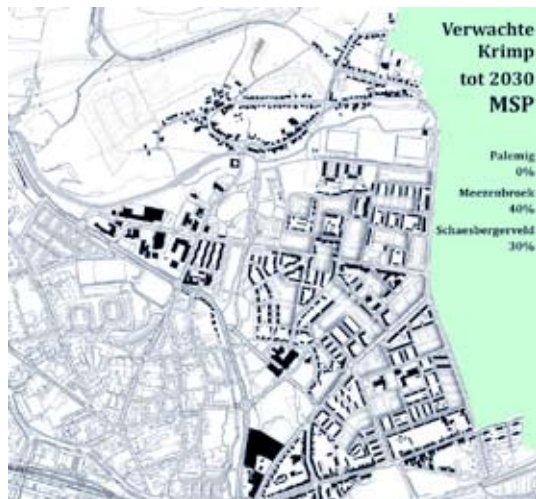 Verwachte
Krimp
tot 2030
MSP
Palemig
0%
Meezenbroek
40%
Schaesbergerveld
30%